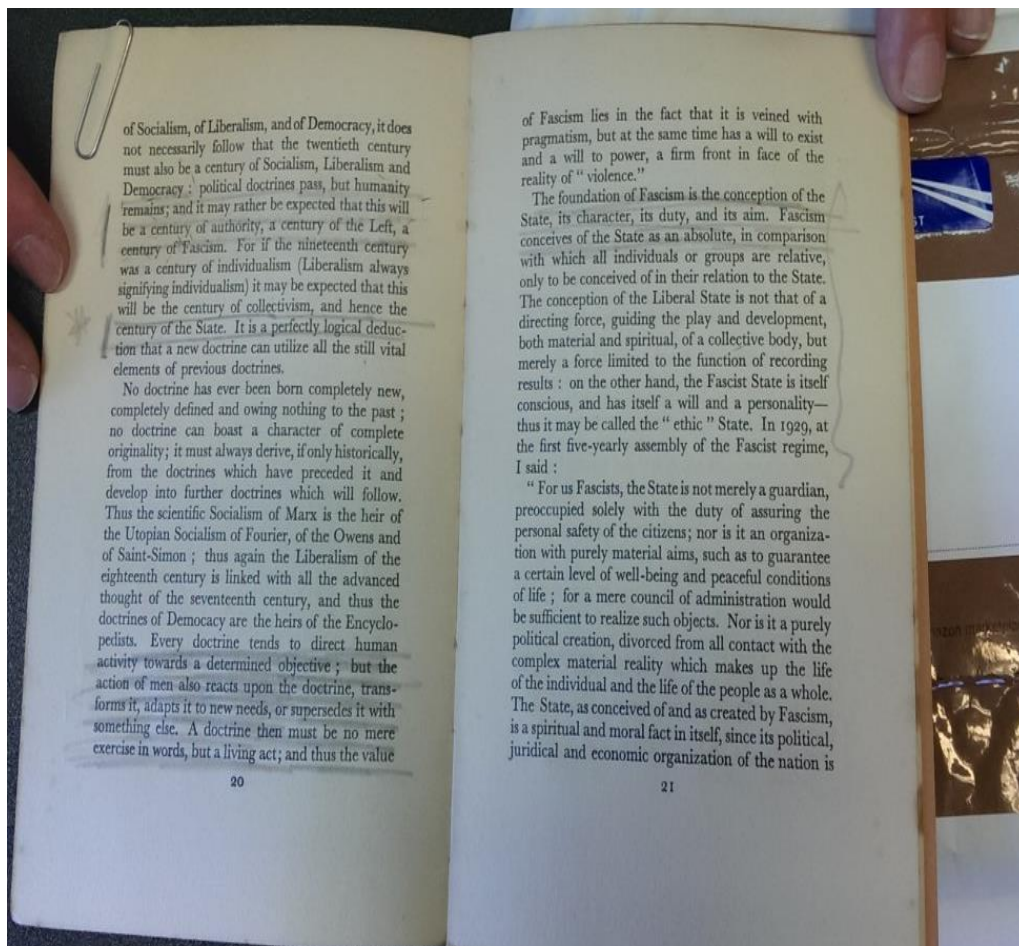 of Socialism, of Liberalism, and of Democracy, it does
not necessarily follow that the twentieth century
must also be a century of Socialism, Liberalism and
Democracy : political doctrines pass, but humanity
remains; and it may rather be expected that this will
be a century of authority, a century of the Left, a
century of Fascism. For if the nineteenth century
was a century of individualism (Liberalism always
signifying individualism) it may be expected that this
will be the century of collectivism, and hence the
century of the State. It is a perfectly logical deduc-
tion that a new doctrine can utilize all the still vital
elements of previous doctrines.
No doctrine has ever been born completely new,
completely defined and owing nothing to the past ;
no doctrine can boast a character of complete
originality; it must always derive, if only historically,
from the doctrines which have preceded it and
develop into further doctrines which will follow.
Thus the scientific Socialism of Marx is the heir of
the Utopian Socialism of Fourier, of the Owens and
of Saint-Simon ; thus again the Liberalism of the
eighteenth century is linked with all the advanced
thought of the seventeenth century, and thus the
doctrines of Democacy are the heirs of the Encyclo-
pedists. Every doctrine tends to direct human
activity towards a determined objective ; but the
action of men also reacts upon the doctrine, trans-
forms it, adapts it to new needs, or supersedes it with
something else. A doctrine then must be no mere
exercise in words, but a living act; and thus the value
20
of Fascism lies in the fact that it is veined with
pragmatism, but at the same time has a will to exist
and a will to power, a firm front in face of the
reality of " violence."
The foundation of Fascism is the conception of the
State, its character, its duty, and its aim. Fascism
conceives of the State as an absolute, in comparison
with which all individuals or groups are relative,
only to be conceived of in their relation to the State.
The conception of the Liberal State is not that of a
directing force, guiding the play and development,
both material and spiritual, of a collective body, but
merely a force limited to the function of recording
results : on the other hand, the Fascist State is itself
conscious, and has itself a will and a personality—
thus it may be called the " ethic " State. In 1929, at
the first five-yearly assembly of the Fascist regime,
I said :
" For us Fascists, the State is not merely a guardian,
preoccupied solely with the duty of assuring the
personal safety of the citizens; nor is it an organiza-
tion with purely material aims, such as to guarantee
a certain level of well-being and peaceful conditions
of life ; for a mere council of administration would
be sufficient to realize such objects. Nor is it a purely
political creation, divorced from all contact with the
complex material reality which makes up the life
of the individual and the life of the people as a whole.
The State, as conceived of and as created by Fascism,
is a spiritual and moral fact in itself, since its political,
juridical and economic organization of the nation is
21